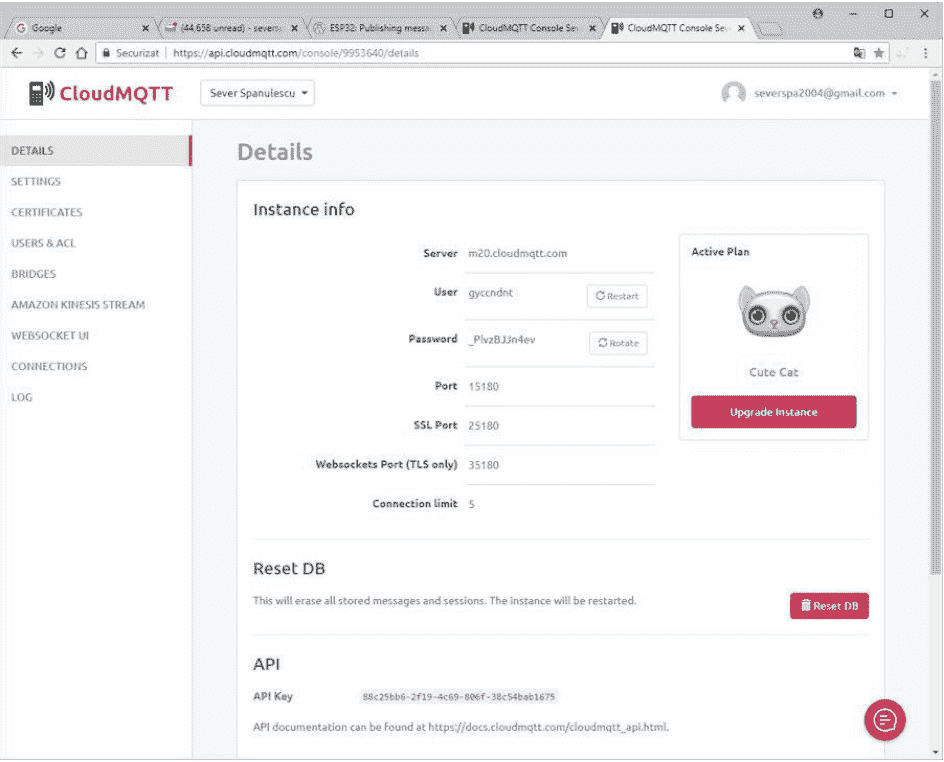 Google
(44,658 unread) - severs
ESP32: Publishing messa
CloudMQTT Console Se
CloudMQTT Console Se
Securizat
https://api.cloudmqtt.com/console/9953640/details
CloudMQTT
Sever Spanulescu
severspa2004@gmail.com
DETAILS
SETTINGS
CERTIFICATES
USERS & ACL
BRIDGES
AMAZON KINESIS STREAM
WEBSOCKET UI
CONNECTIONS
LOG
Details
Instance info
Server m20.cloudmqtt.com
User gyccndnt Restart
Password _PlvzBJJn4ev Rotate
Port 15180
SSL Port 25180
Websockets Port (TLS only) 35180
Connection limit 5
Active Plan
Cute Cat
Upgrade Instance
Reset DB
This will erase all stored messages and sessions. The instance will be restarted.
Reset DB
API
API Key 88c25bb6-2f19-4c69-806f-38c54bab1675
API documentation can be found at https://docs.cloudmqtt.com/cloudmqtt_api.html.